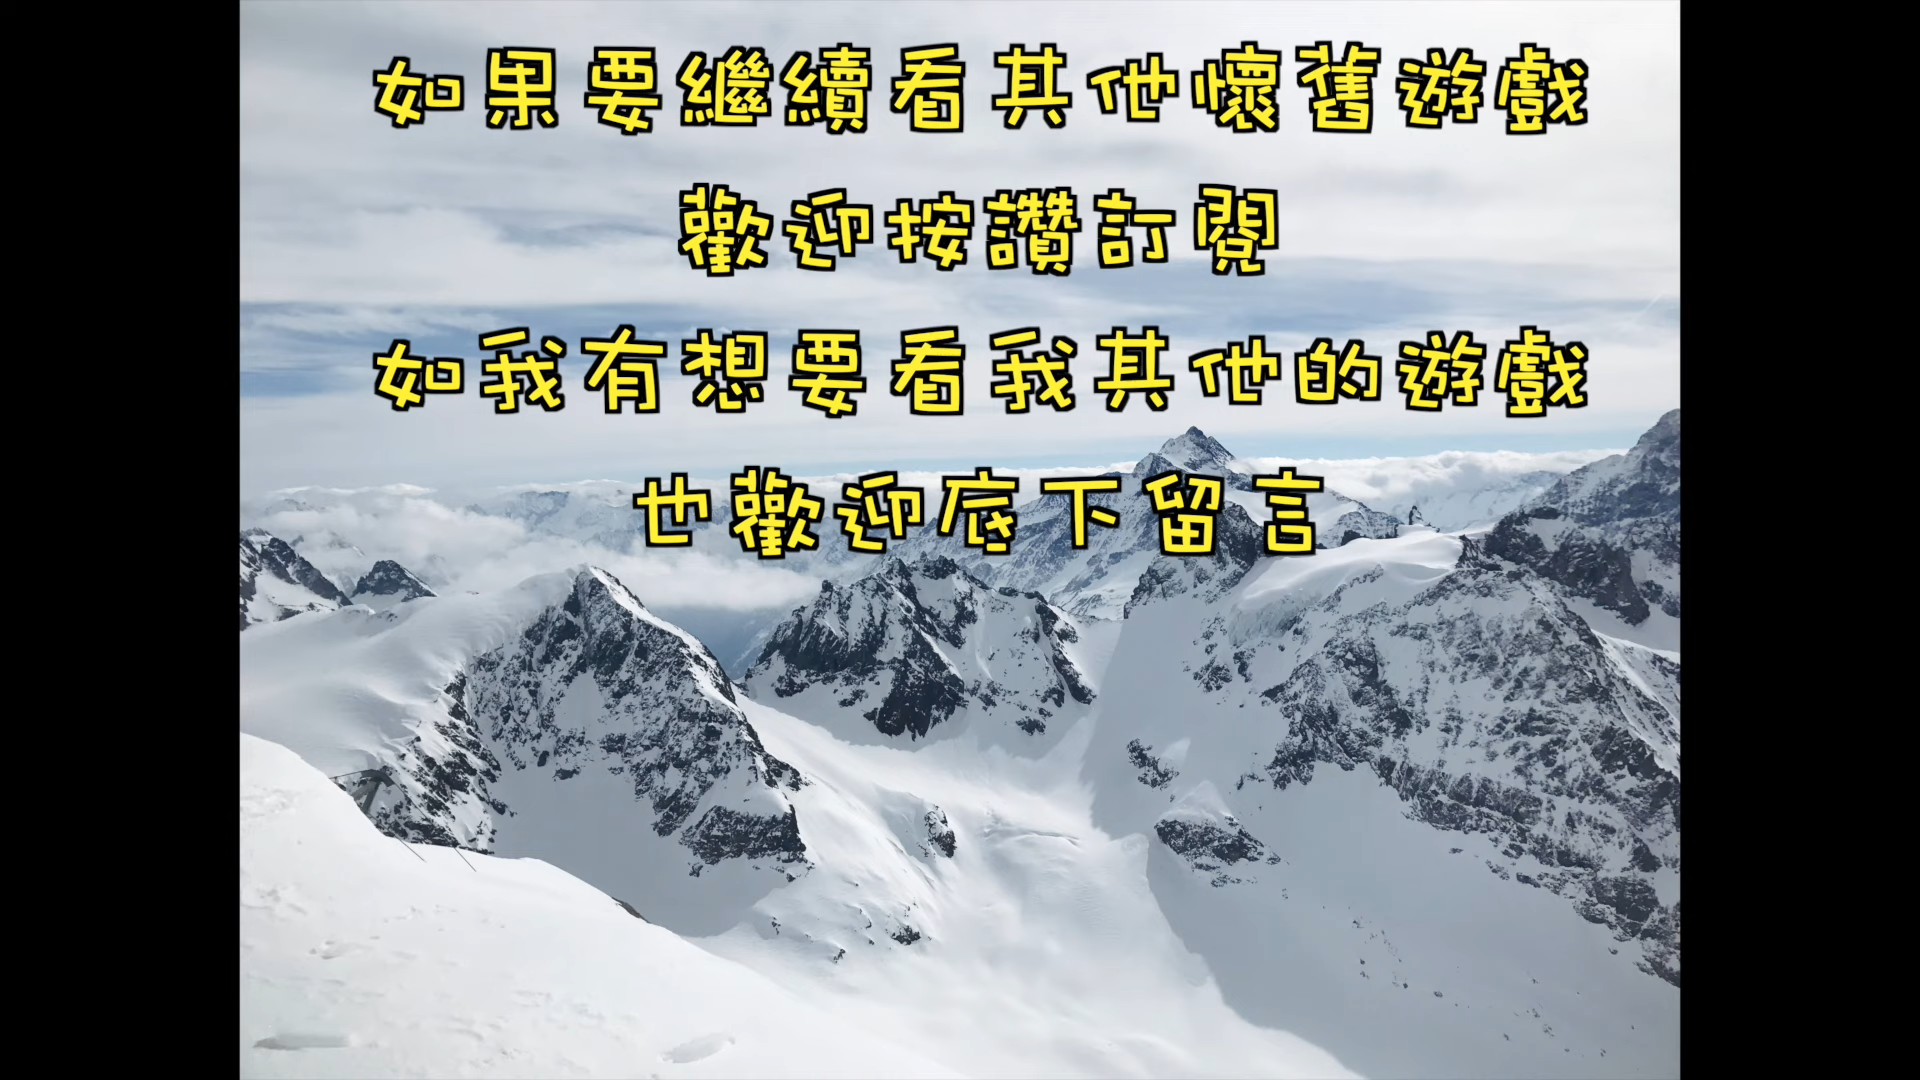 如果要繼續看其他懷舊遊戲
歡迎按讚訂閱
如我有想要看我其他的遊戲
也歡迎底下留言